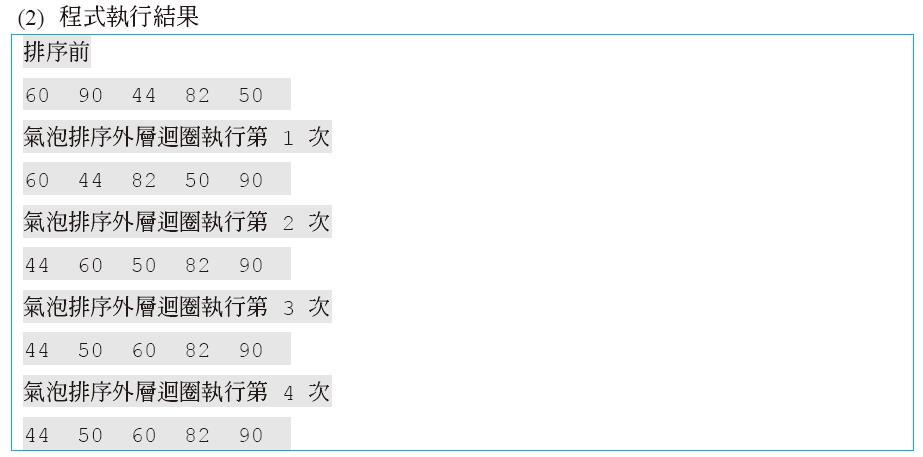 (2) 程式執行結果
排序前
60 90 44 82 50
氣泡排序外層迴圈執行第 1 次
60 44 82 50 90
氣泡排序外層迴圈執行第 2 次
44 60 50 82 90
氣泡排序外層迴圈執行第 3 次
44 50 60 82 90
氣泡排序外層迴圈執行第 4 次
44 50 60 82 90